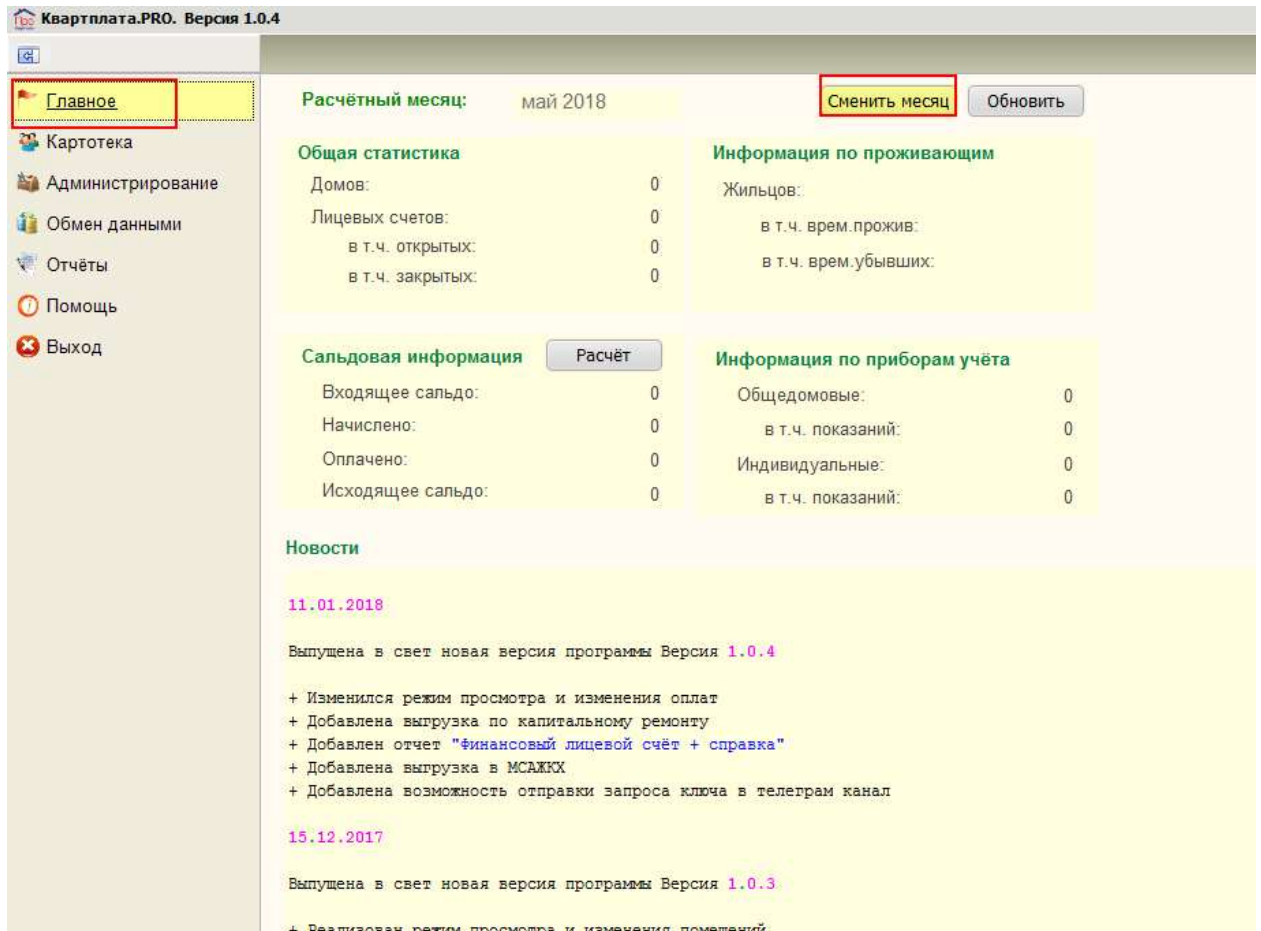 Квартплата.PRO. Версия 1.0.4
Главное
Картотека
Администрирование
Обмен данными
Отчёты
Помощь
Выход
Расчётный месяц: май 2018 Сменить месяц Обновить
Общая статистика
Домов: 0
Лицевых счетов: 0
в т.ч. открытых: 0
в т.ч. закрытых: 0
Информация по проживающим
Жильцов:
в т.ч. врем.прожив:
в т.ч. врем.убывших:
Сальдовая информация Расчёт
Входящее сальдо: 0
Начислено: 0
Оплачено: 0
Исходящее сальдо: 0
Информация по приборам учёта
Общедомовые: 0
в т.ч. показаний: 0
Индивидуальные: 0
в т.ч. показаний: 0
Новости
11.01.2018
Выпущена в свет новая версия программы Версия 1.0.4
+ Изменился режим просмотра и изменения оплат
+ Добавлена выгрузка по капитальному ремонту
+ Добавлен отчет "Финансовый лицевой счёт + справка"
+ Добавлена выгрузка в МСАЖКХ
+ Добавлена возможность отправки запроса ключа в телеграм канал
15.12.2017
Выпущена в свет новая версия программы Версия 1.0.3
+ Реализован режим просмотра и изменения помещений